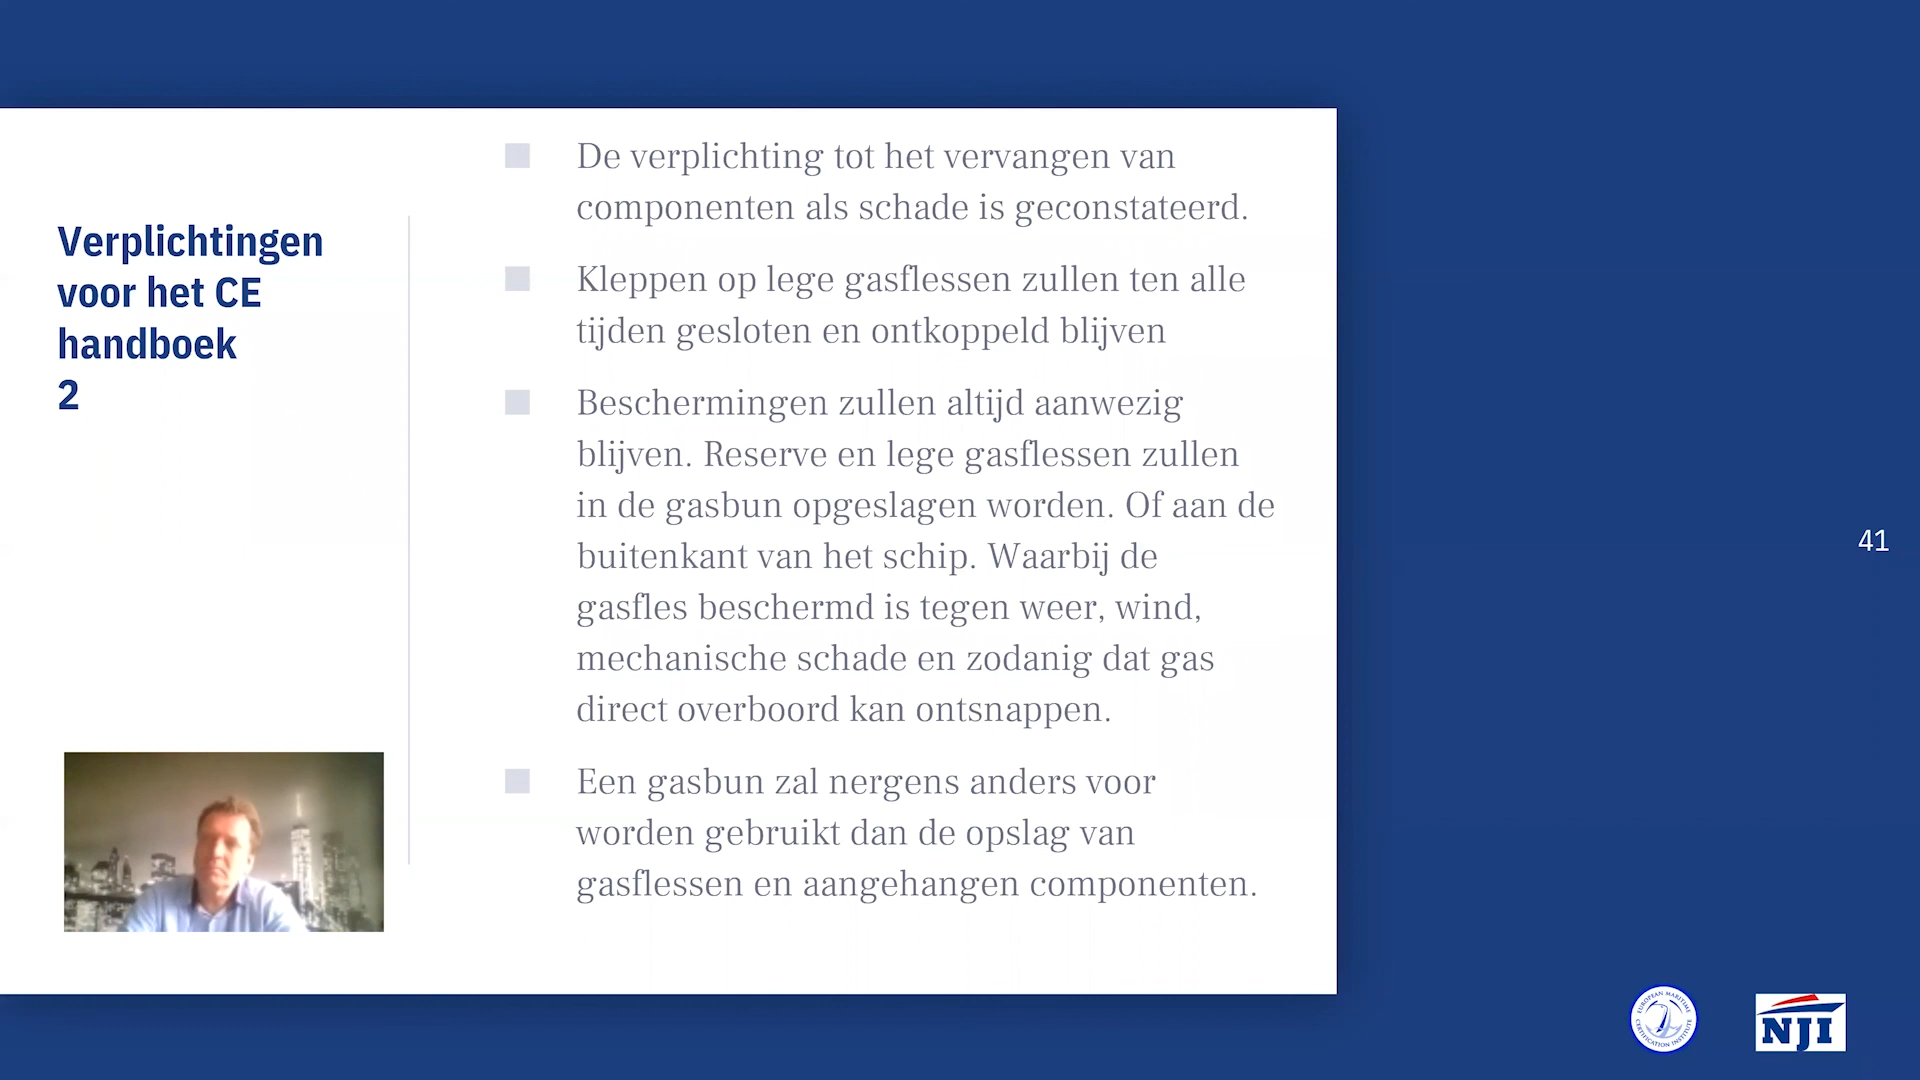 Verplichtingen
voor het CE
handboek
2
De verplichting tot het vervangen van
componenten als schade is geconstateerd.
Kleppen op lege gasflessen zullen ten alle
tijden gesloten en ontkoppeld blijven
Beschermingen zullen altijd aanwezig
blijven. Reserve en lege gasflessen zullen
in de gasbun opgeslagen worden. Of aan de
buitenkant van het schip. Waarbij de
gasfles beschermd is tegen weer, wind,
mechanische schade en zodanig dat gas
direct overboord kan ontsnappen.
Een gasbun zal nergens anders voor
worden gebruikt dan de opslag van
gasflessen en aangehangen componenten.
41
EUROPEAN MARITIME
CERTIFICATION INSTITUTE
NJI